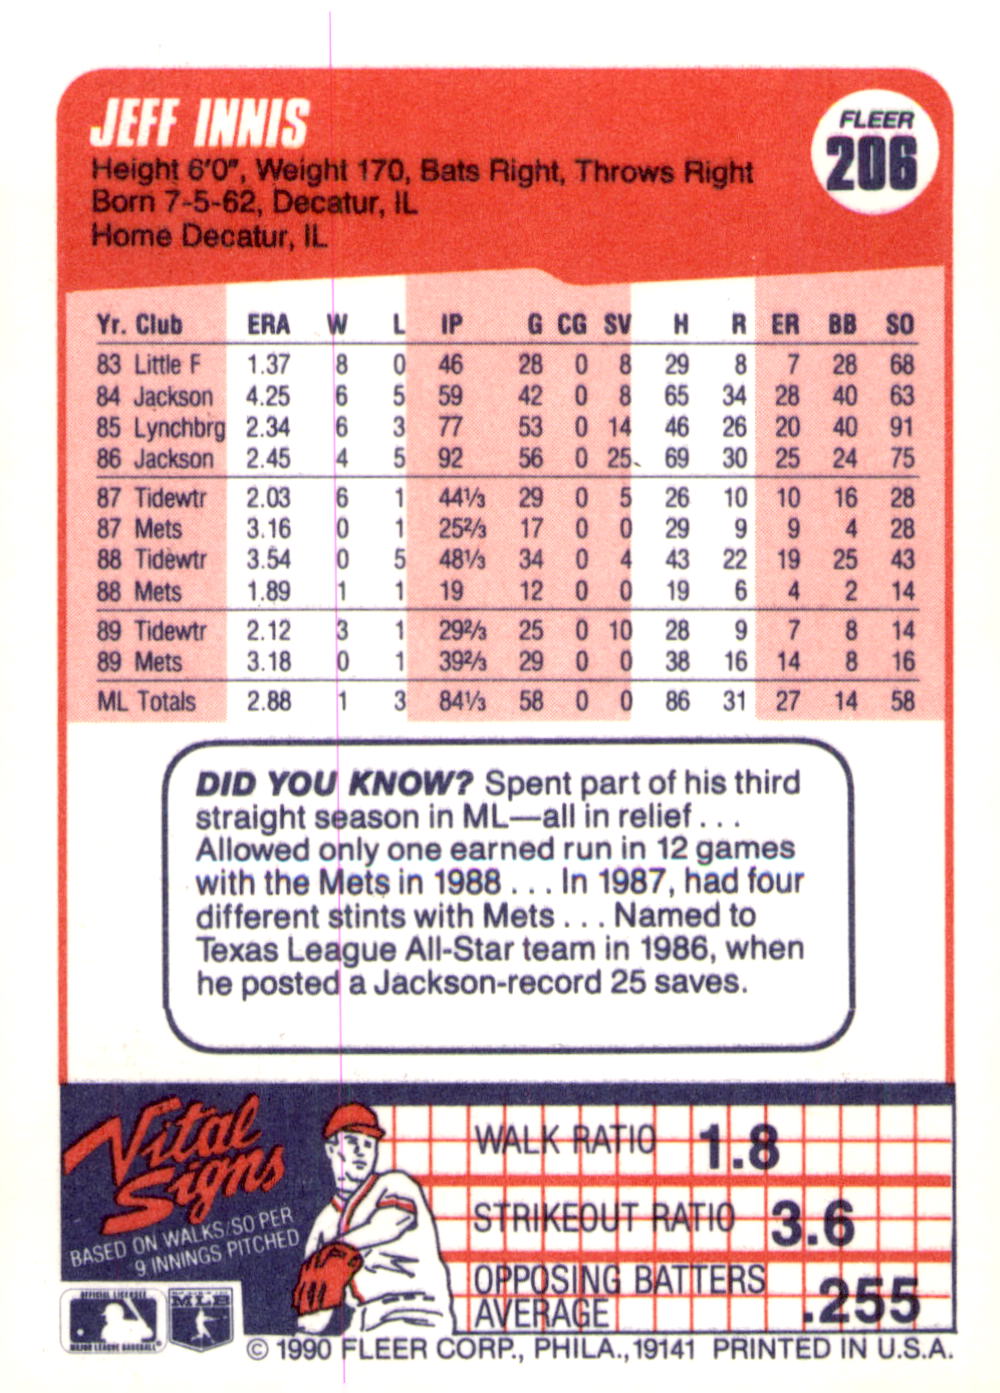 JEFF INNIS
FLEER
206
Height 6'0", Weight 170, Bats Right, Throws Right
Born 7-5-62, Decatur, IL
Home Decatur, IL
Yr. Club ERA W L IP G CG SV H R ER BB SO
83 Little F 1.37 8 0 46 28 0 8 29 8 7 28 68
84 Jackson 4.25 6 5 59 42 0 8 65 34 28 40 63
85 Lynchbrg 2.34 6 3 77 53 0 14 46 26 20 40 91
86 Jackson 2.45 4 5 92 56 0 25 69 30 25 24 75
87 Tidewtr 2.03 6 1 44⅓ 29 0 5 26 10 10 16 28
87 Mets 3.16 0 1 25⅔ 17 0 0 29 9 9 4 28
88 Tidewtr 3.54 0 5 48⅓ 34 0 4 43 22 19 25 43
88 Mets 1.89 1 1 19 12 0 0 19 6 4 2 14
89 Tidewtr 2.12 3 1 29⅔ 25 0 10 28 9 7 8 14
89 Mets 3.18 0 1 39⅔ 29 0 0 38 16 14 8 16
ML Totals 2.88 1 3 84⅓ 58 0 0 86 31 27 14 58
DID YOU KNOW? Spent part of his third
straight season in ML—all in relief . . .
Allowed only one earned run in 12 games
with the Mets in 1988 . . . In 1987, had four
different stints with Mets . . . Named to
Texas League All-Star team in 1986, when
he posted a Jackson-record 25 saves.
Vital
Signs
BASED ON WALKS/SO PER
9 INNINGS PITCHED
WALK RATIO 1.8
STRIKEOUT RATIO 3.6
OPPOSING BATTERS
AVERAGE .255
OFFICIAL LICENSEE
MAJOR LEAGUE BASEBALL
MLB
© 1990 FLEER CORP., PHILA., 19141 PRINTED IN U.S.A.